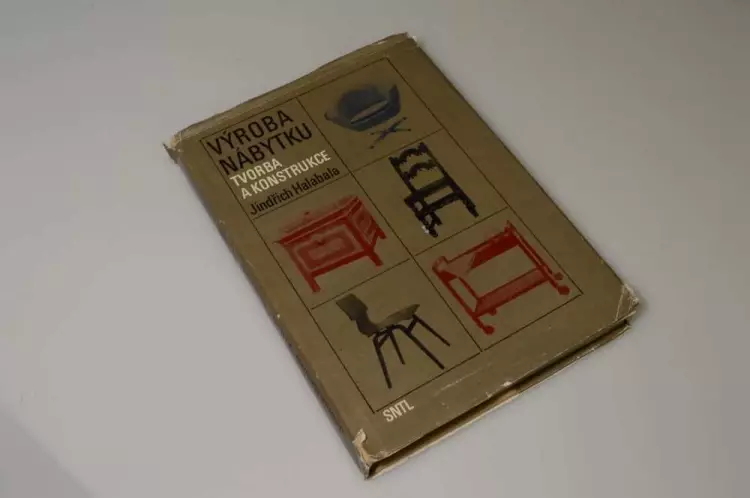 VÝROBA
NÁBYTKU
TVORBA
A KONSTRUKCE
Jindřich Halabala
SNTL